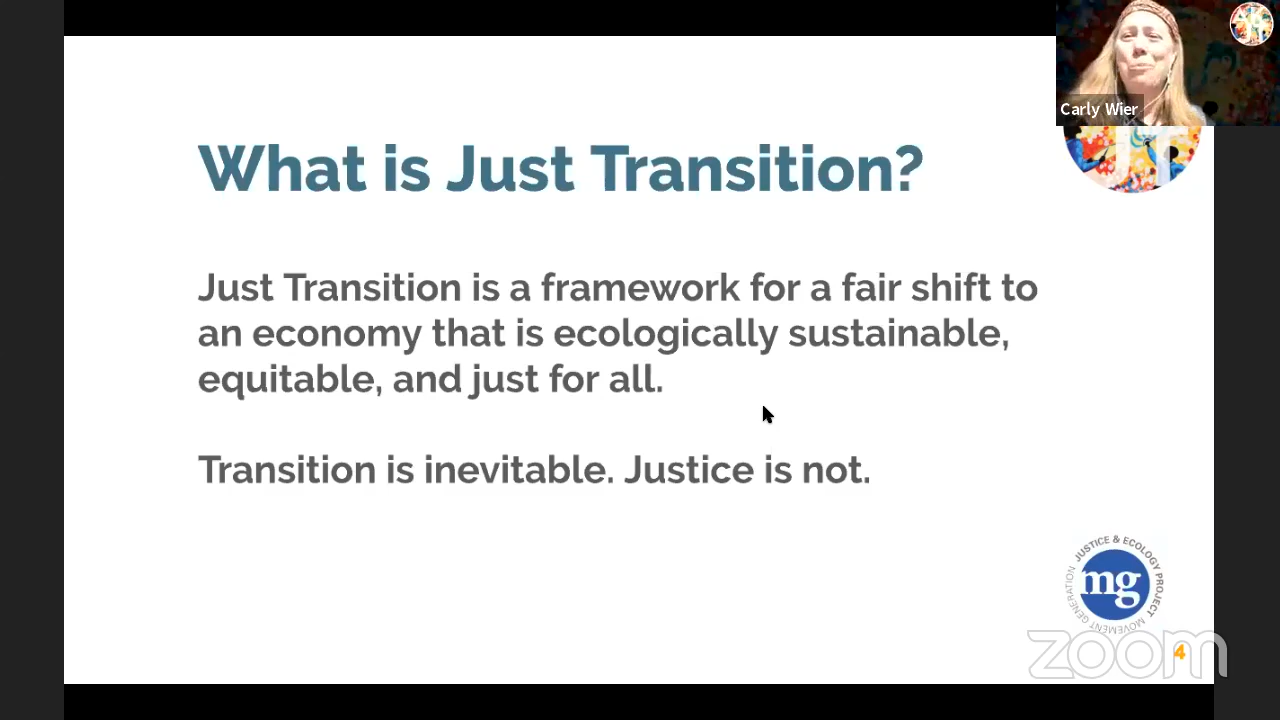 Carly Wier
What is Just Transition?
Just Transition is a framework for a fair shift to
an economy that is ecologically sustainable,
equitable, and just for all.
Transition is inevitable. Justice is not.
JUSTICE & ECOLOGY PROJECT
MOVEMENT GENERATION
mg
zoom
4